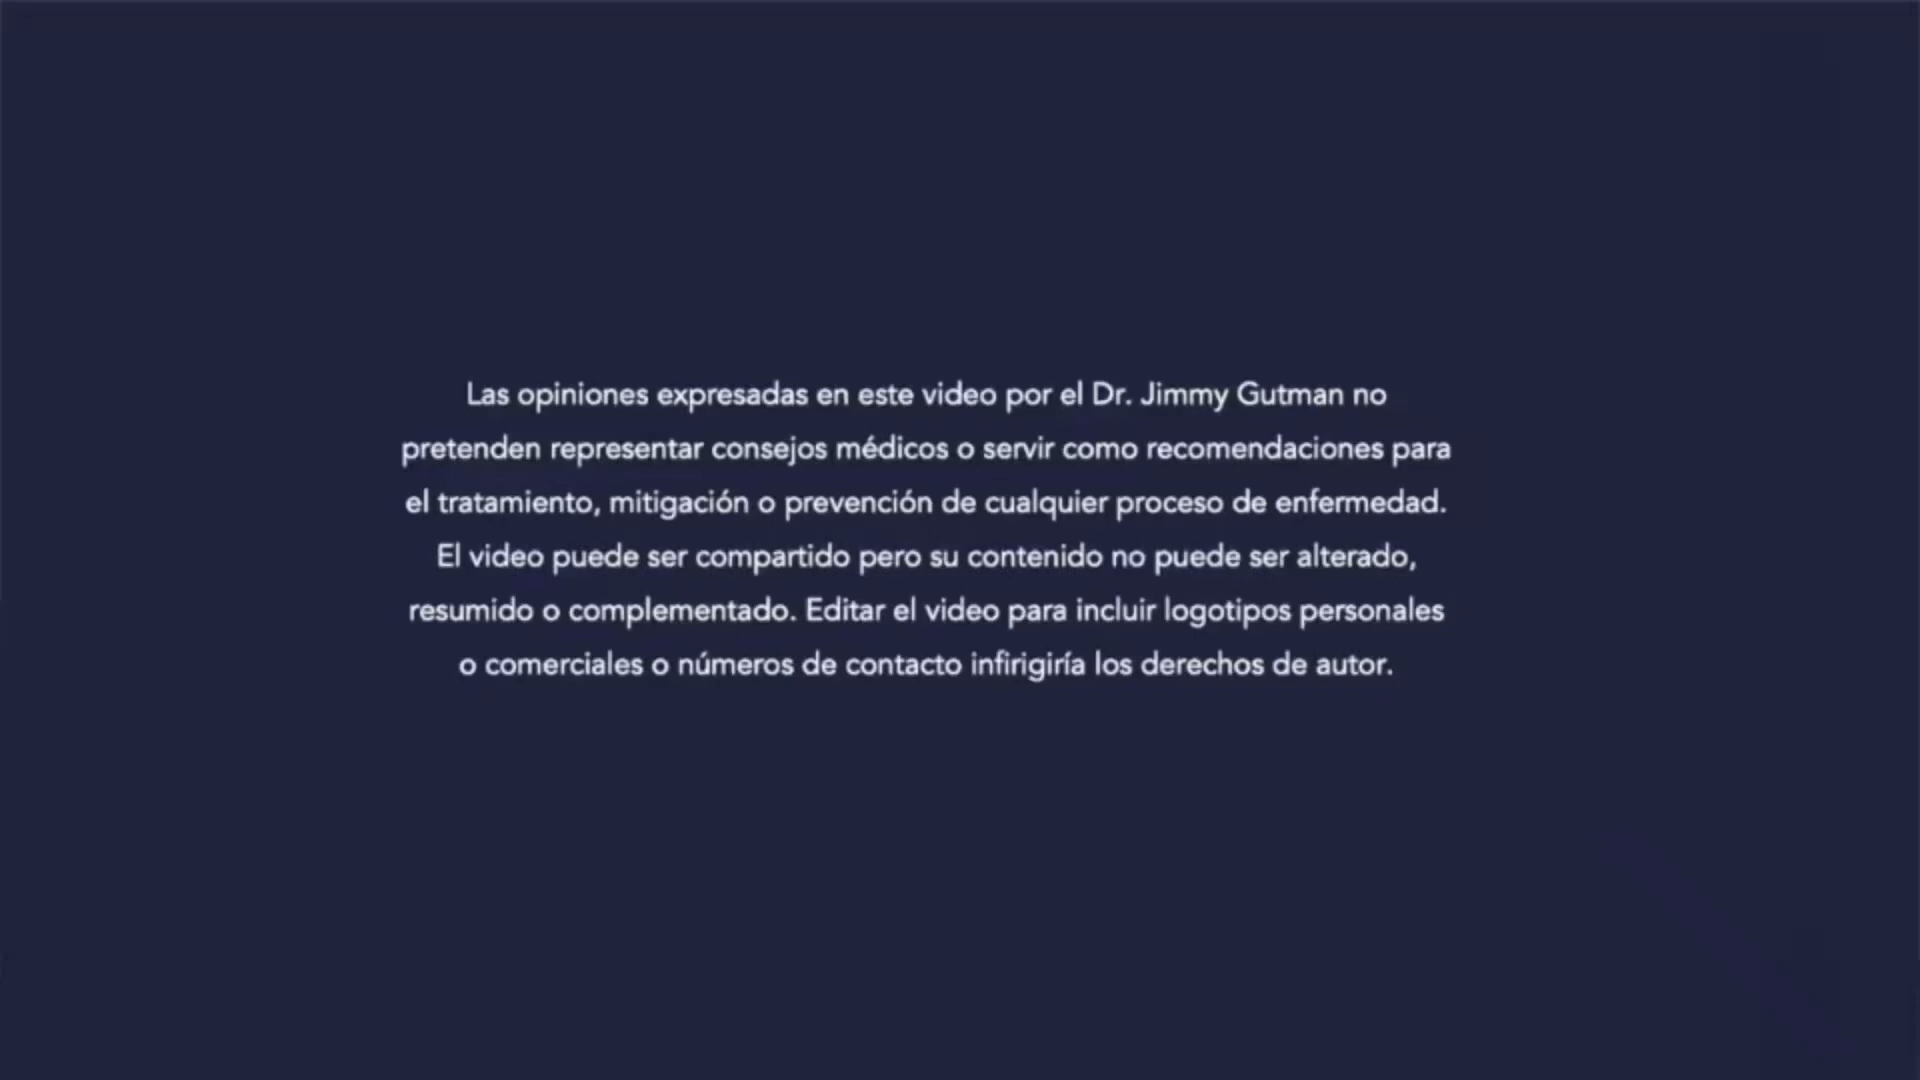 Las opiniones expresadas en este video por el Dr. Jimmy Gutman no
pretenden representar consejos médicos o servir como recomendaciones para
el tratamiento, mitigación o prevención de cualquier proceso de enfermedad.
El video puede ser compartido pero su contenido no puede ser alterado,
resumido o complementado. Editar el video para incluir logotipos personales
o comerciales o números de contacto infirigiría los derechos de autor.